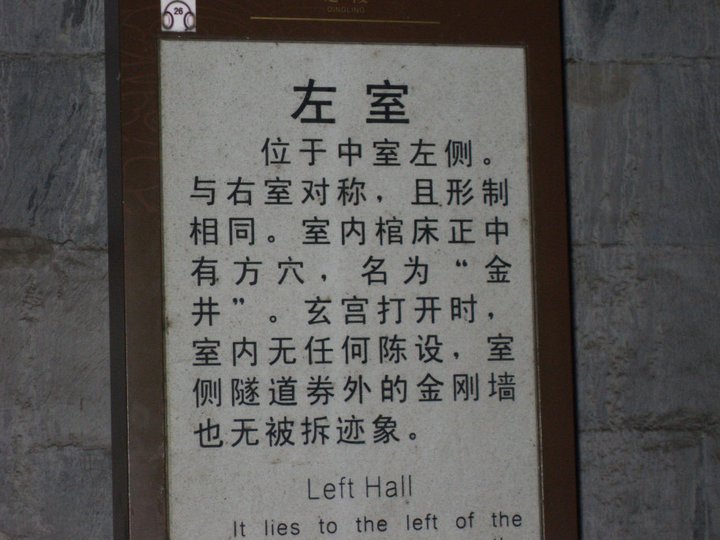 26
DINGLING
左室
位于中室左侧。
与右室对称，且形制
相同。室内棺床正中
有方穴，名为“金
井”。玄宫打开时，
室内无任何陈设，室
侧隧道券外的金刚墙
也无被拆迹象。
Left Hall
It lies to the left of the